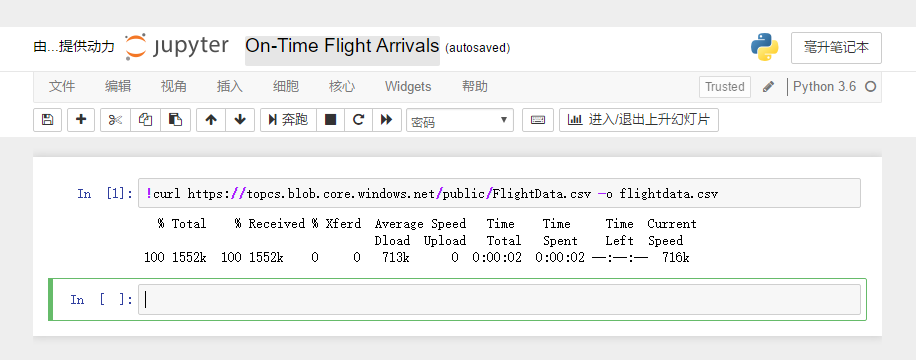 由...提供动力 jupyter On-Time Flight Arrivals (autosaved) 毫升笔记本
文件 编辑 视角 插入 细胞 核心 Widgets 帮助 Trusted Python 3.6
奔跑 密码 进入/退出上升幻灯片
In [1]: !curl https://topcs.blob.core.windows.net/public/FlightData.csv -o flightdata.csv
% Total % Received % Xferd Average Speed Time Time Time Current
Dload Upload Total Spent Left Speed
100 1552k 100 1552k 0 0 713k 0 0:00:02 0:00:02 --:--:-- 716k
In [ ]: